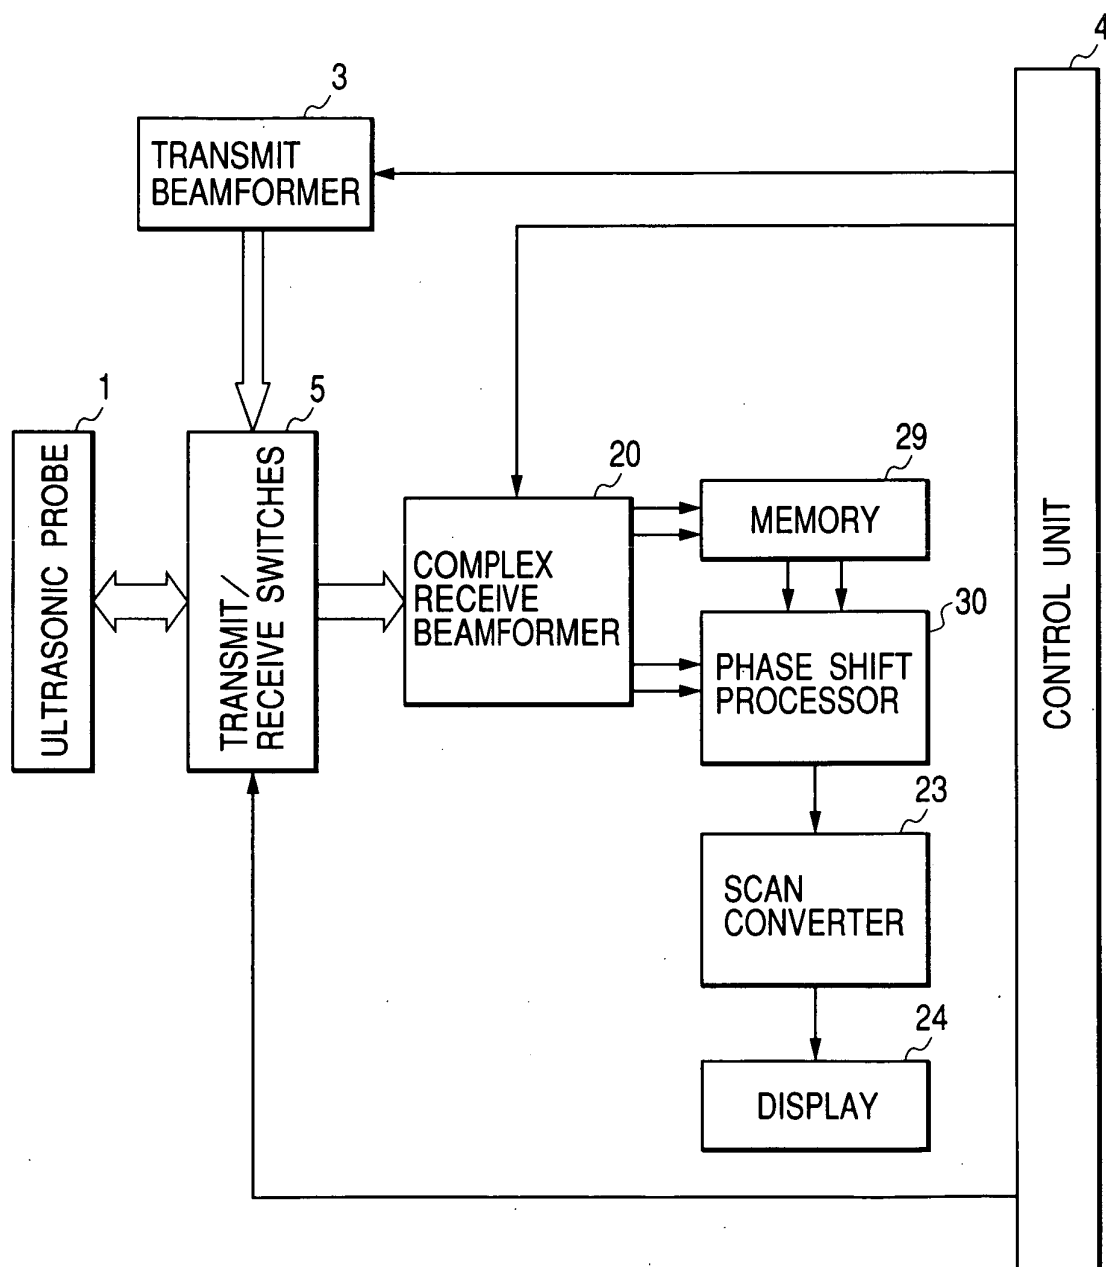 4
3
TRANSMIT
BEAMFORMER
1
ULTRASONIC PROBE
5
TRANSMIT/
RECEIVE SWITCHES
20
COMPLEX
RECEIVE
BEAMFORMER
29
MEMORY
30
PHASE SHIFT
PROCESSOR
CONTROL UNIT
23
SCAN
CONVERTER
24
DISPLAY